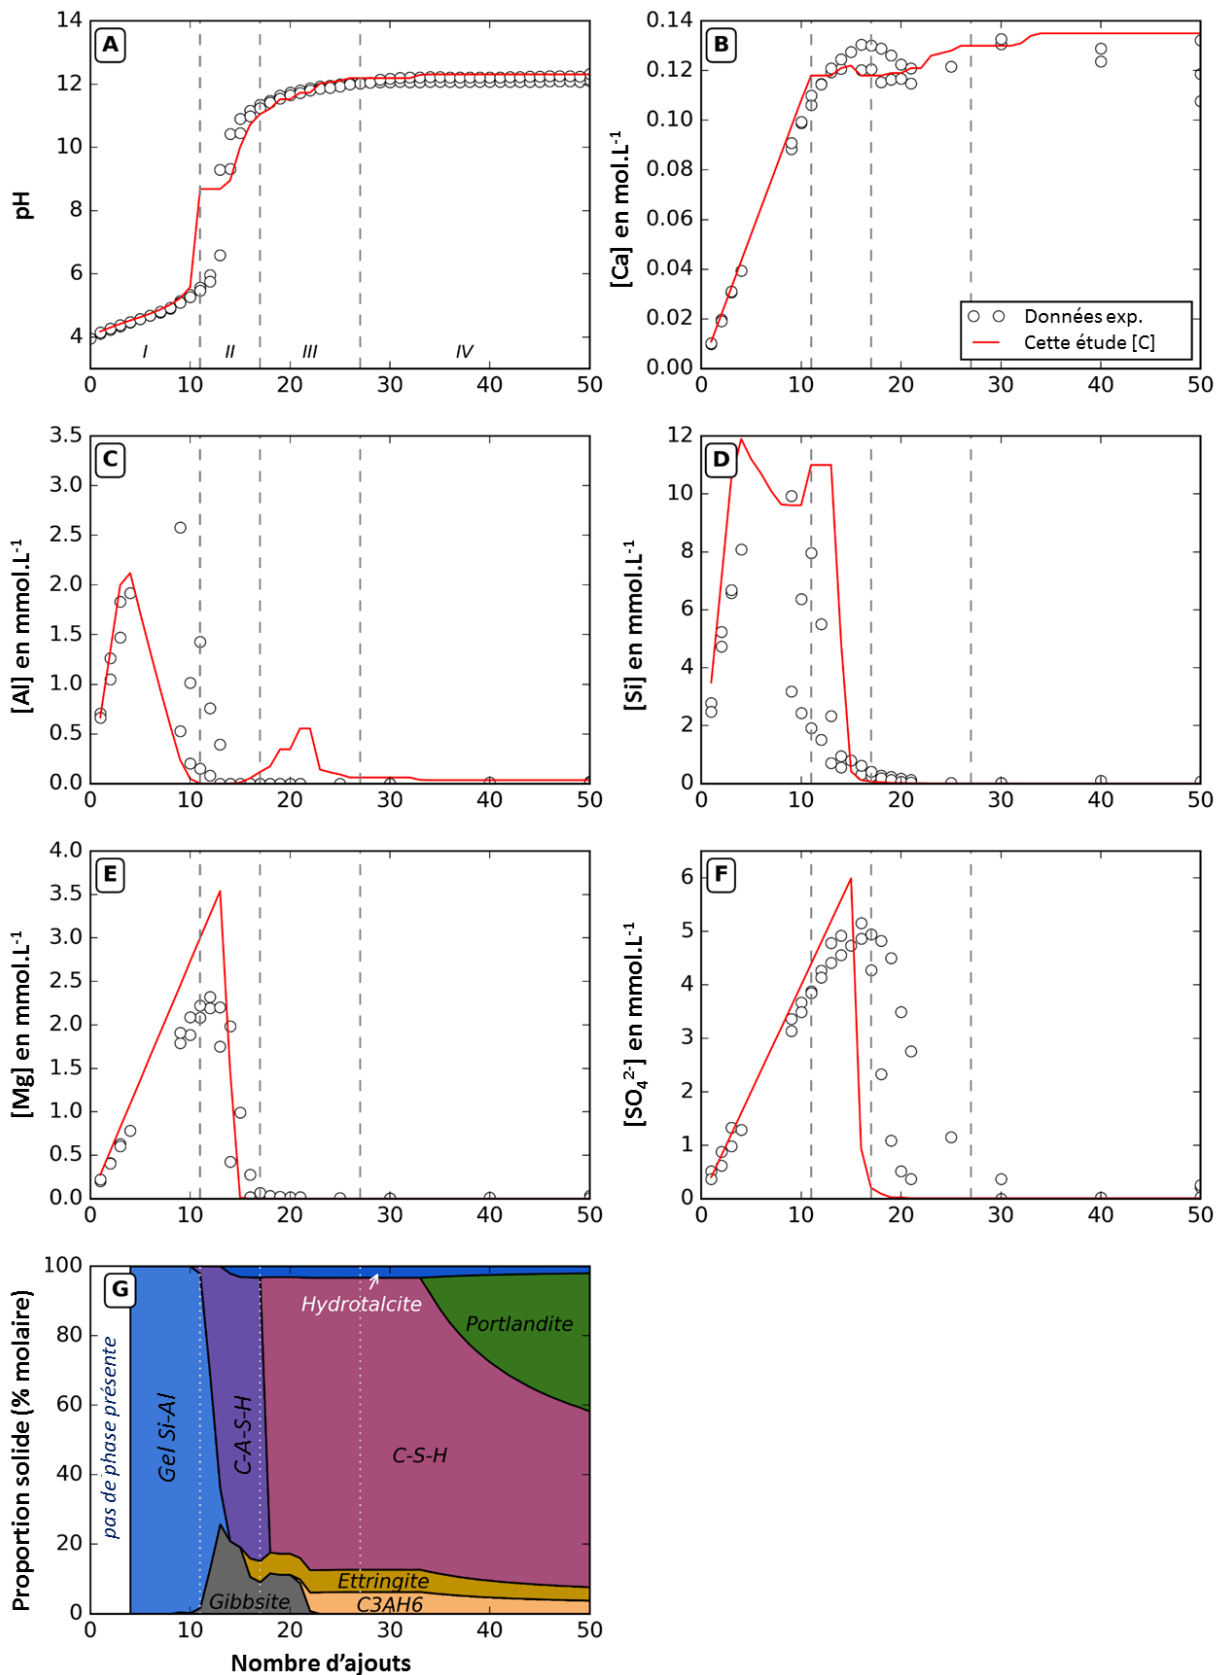 A
pH
14
12
10
8
6
4
I II III IV
0 10 20 30 40 50
B
[Ca] en mol.L-1
0.14
0.12
0.10
0.08
0.06
0.04
0.02
0.00
Données exp.
Cette étude [C]
0 10 20 30 40 50
C
[Al] en mmol.L-1
3.5
3.0
2.5
2.0
1.5
1.0
0.5
0.0
0 10 20 30 40 50
D
[Si] en mmol.L-1
12
10
8
6
4
2
0
0 10 20 30 40 50
E
[Mg] en mmol.L-1
4.0
3.5
3.0
2.5
2.0
1.5
1.0
0.5
0.0
0 10 20 30 40 50
F
[SO4 2-] en mmol.L-1
6
5
4
3
2
1
0
0 10 20 30 40 50
G
Proportion solide (% molaire)
100
80
60
40
20
0
pas de phase présente
Gel Si-Al
C-A-S-H
Hydrotalcite
Portlandite
C-S-H
Ettringite
Gibbsite
C3AH6
0 10 20 30 40 50
Nombre d'ajouts